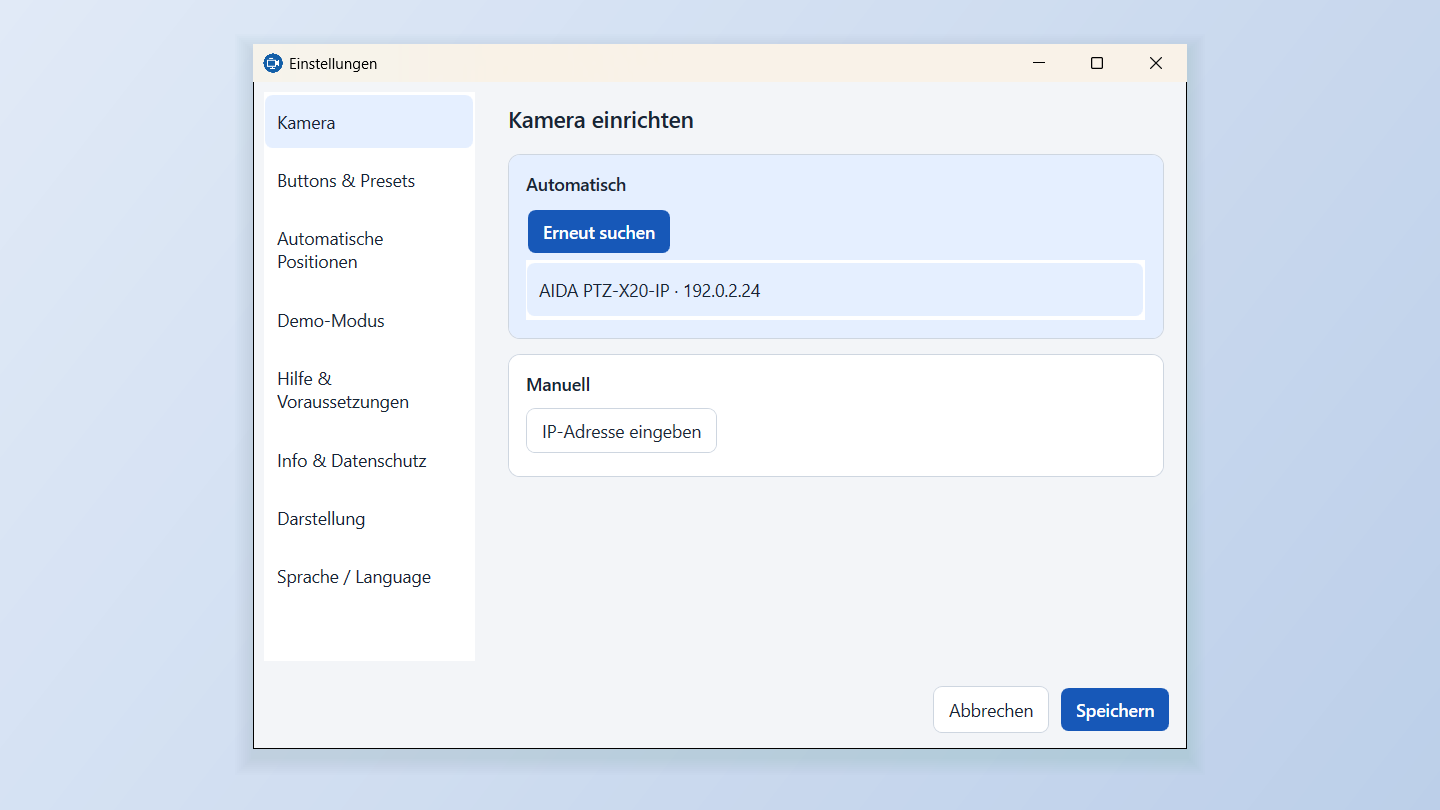 Einstellungen
Kamera
Buttons & Presets
Automatische
Positionen
Demo-Modus
Hilfe &
Voraussetzungen
Info & Datenschutz
Darstellung
Sprache / Language
Kamera einrichten
Automatisch
Erneut suchen
AIDA PTZ-X20-IP · 192.0.2.24
Manuell
IP-Adresse eingeben
Abbrechen
Speichern